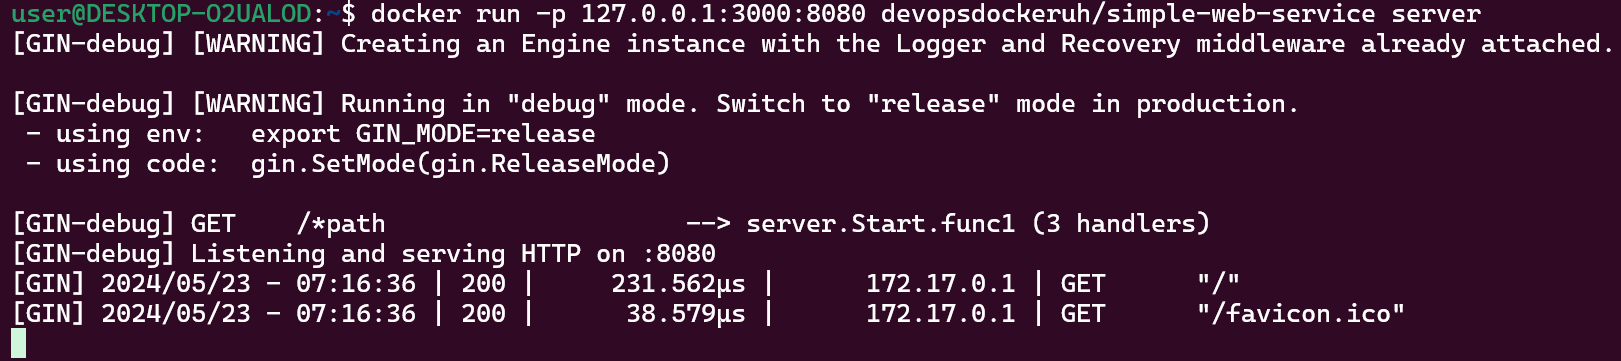 user@DESKTOP-O2UALOD:~$ docker run -p 127.0.0.1:3000:8080 devopsdockeruh/simple-web-service server
[GIN-debug] [WARNING] Creating an Engine instance with the Logger and Recovery middleware already attached.

[GIN-debug] [WARNING] Running in "debug" mode. Switch to "release" mode in production.
 - using env:   export GIN_MODE=release
 - using code:  gin.SetMode(gin.ReleaseMode)

[GIN-debug] GET    /*path                    --> server.Start.func1 (3 handlers)
[GIN-debug] Listening and serving HTTP on :8080
[GIN] 2024/05/23 - 07:16:36 | 200 |     231.562µs |      172.17.0.1 | GET      "/"
[GIN] 2024/05/23 - 07:16:36 | 200 |      38.579µs |      172.17.0.1 | GET      "/favicon.ico"